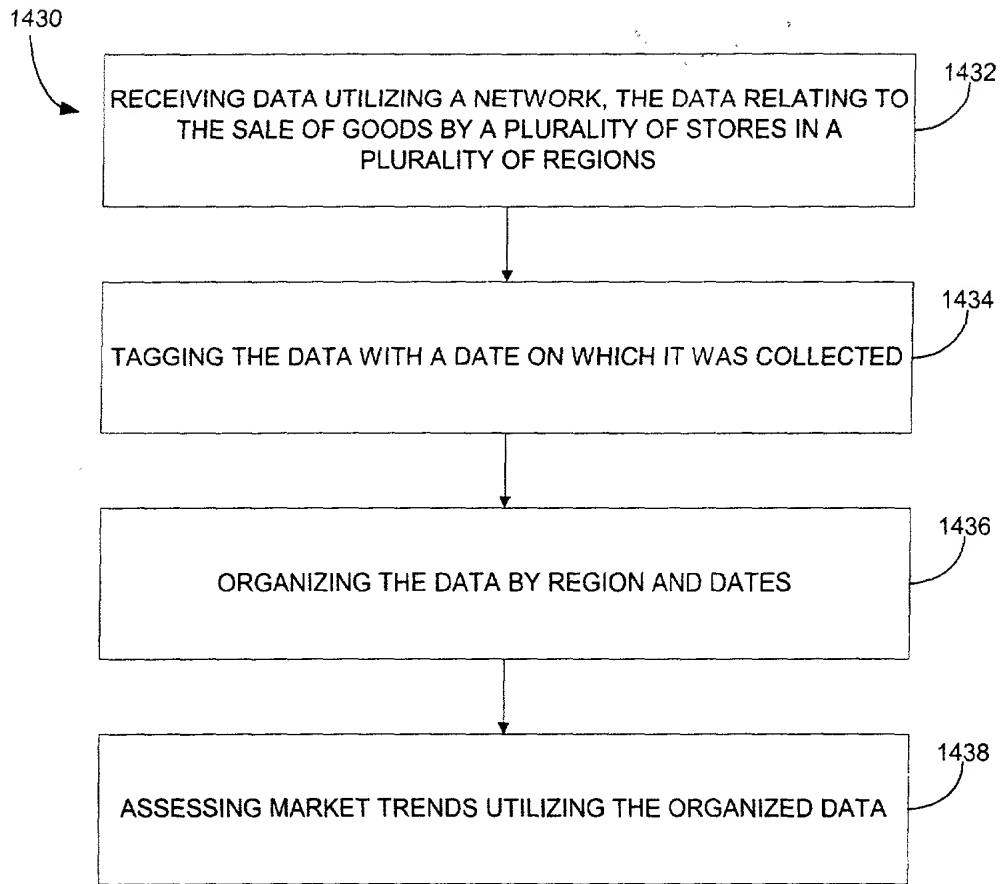 1430
1432
RECEIVING DATA UTILIZING A NETWORK, THE DATA RELATING TO
THE SALE OF GOODS BY A PLURALITY OF STORES IN A
PLURALITY OF REGIONS
1434
TAGGING THE DATA WITH A DATE ON WHICH IT WAS COLLECTED
1436
ORGANIZING THE DATA BY REGION AND DATES
1438
ASSESSING MARKET TRENDS UTILIZING THE ORGANIZED DATA